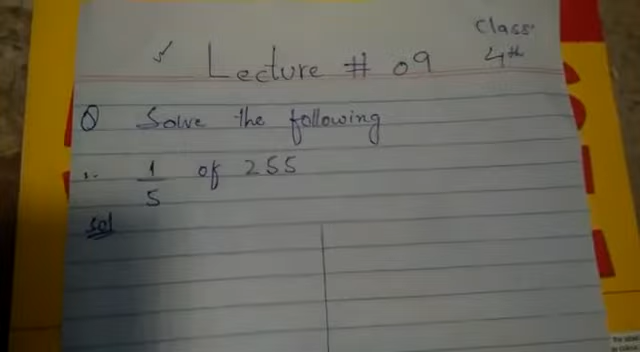 Class
4th
Lecture # 09
Q Solve the following
1. 1/5 of 255
Sol